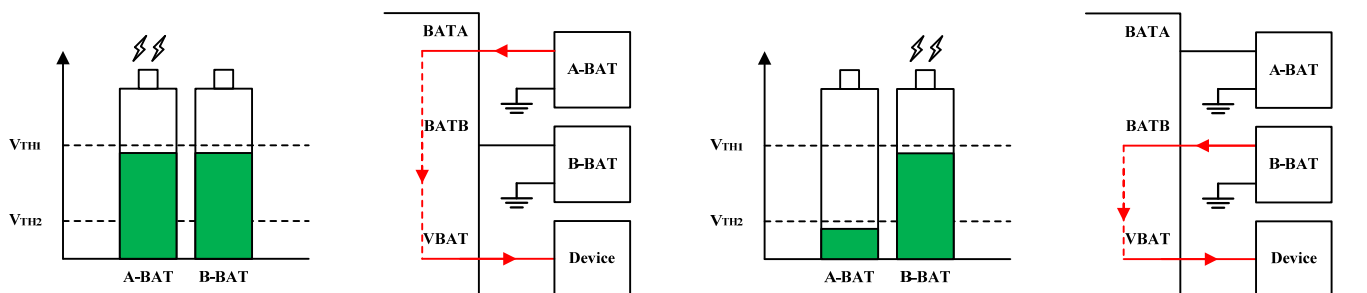 VTH1
VTH2
A-BAT B-BAT
BATA
A-BAT
BATB
B-BAT
VBAT
Device
VTH1
VTH2
A-BAT B-BAT
BATA
A-BAT
BATB
B-BAT
VBAT
Device